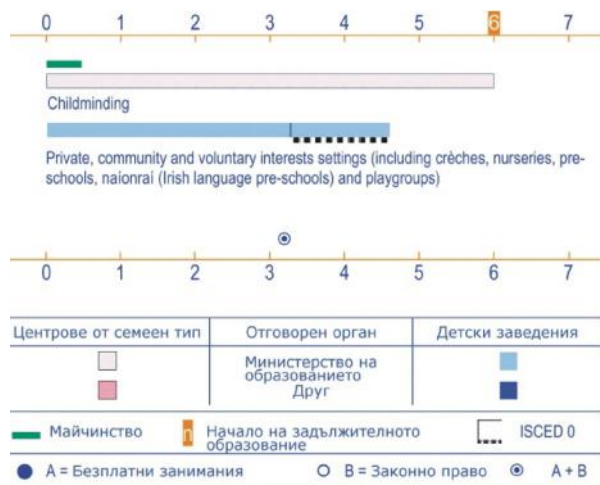 0 1 2 3 4 5 6 7
Childminding
Private, community and voluntary interests settings (including crèches, nurseries, pre-
schools, naionrai (Irish language pre-schools) and playgroups)
0 1 2 3 4 5 6 7
Центрове от семеен тип Отговорен орган Детски заведения
Министерство на
образованието
Друг
Майчинство n Начало на задължителното
образование ISCED 0
A = Безплатни занимания B = Законно право A + B